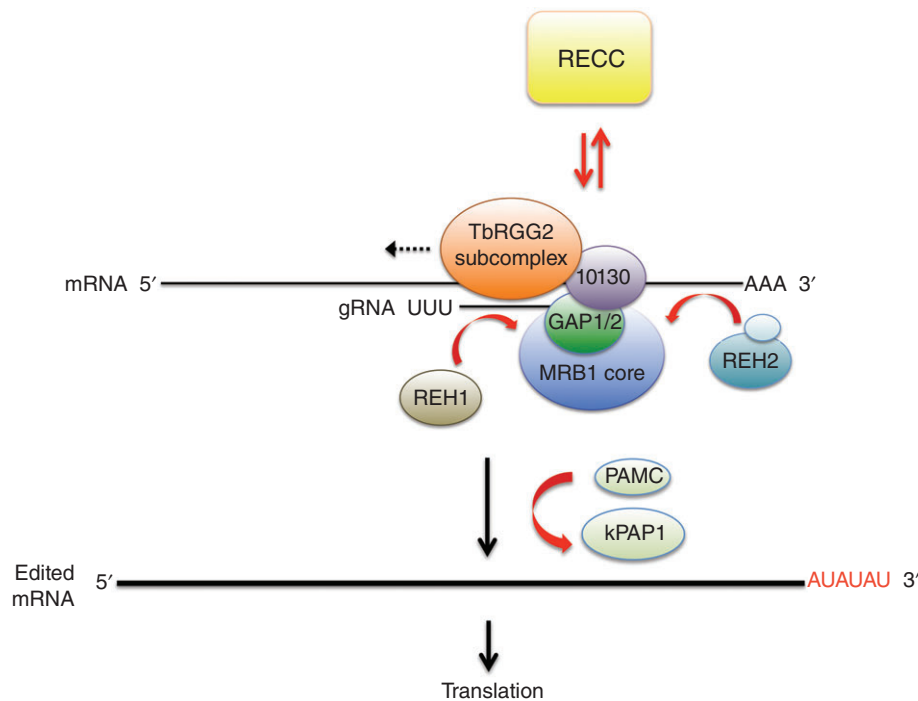 RECC
TbRGG2
subcomplex
10130
mRNA 5′
AAA 3′
gRNA UUU
GAP1/2
MRB1 core
REH2
REH1
PAMC
kPAP1
Edited
mRNA
5′
AUAUAU 3′
Translation